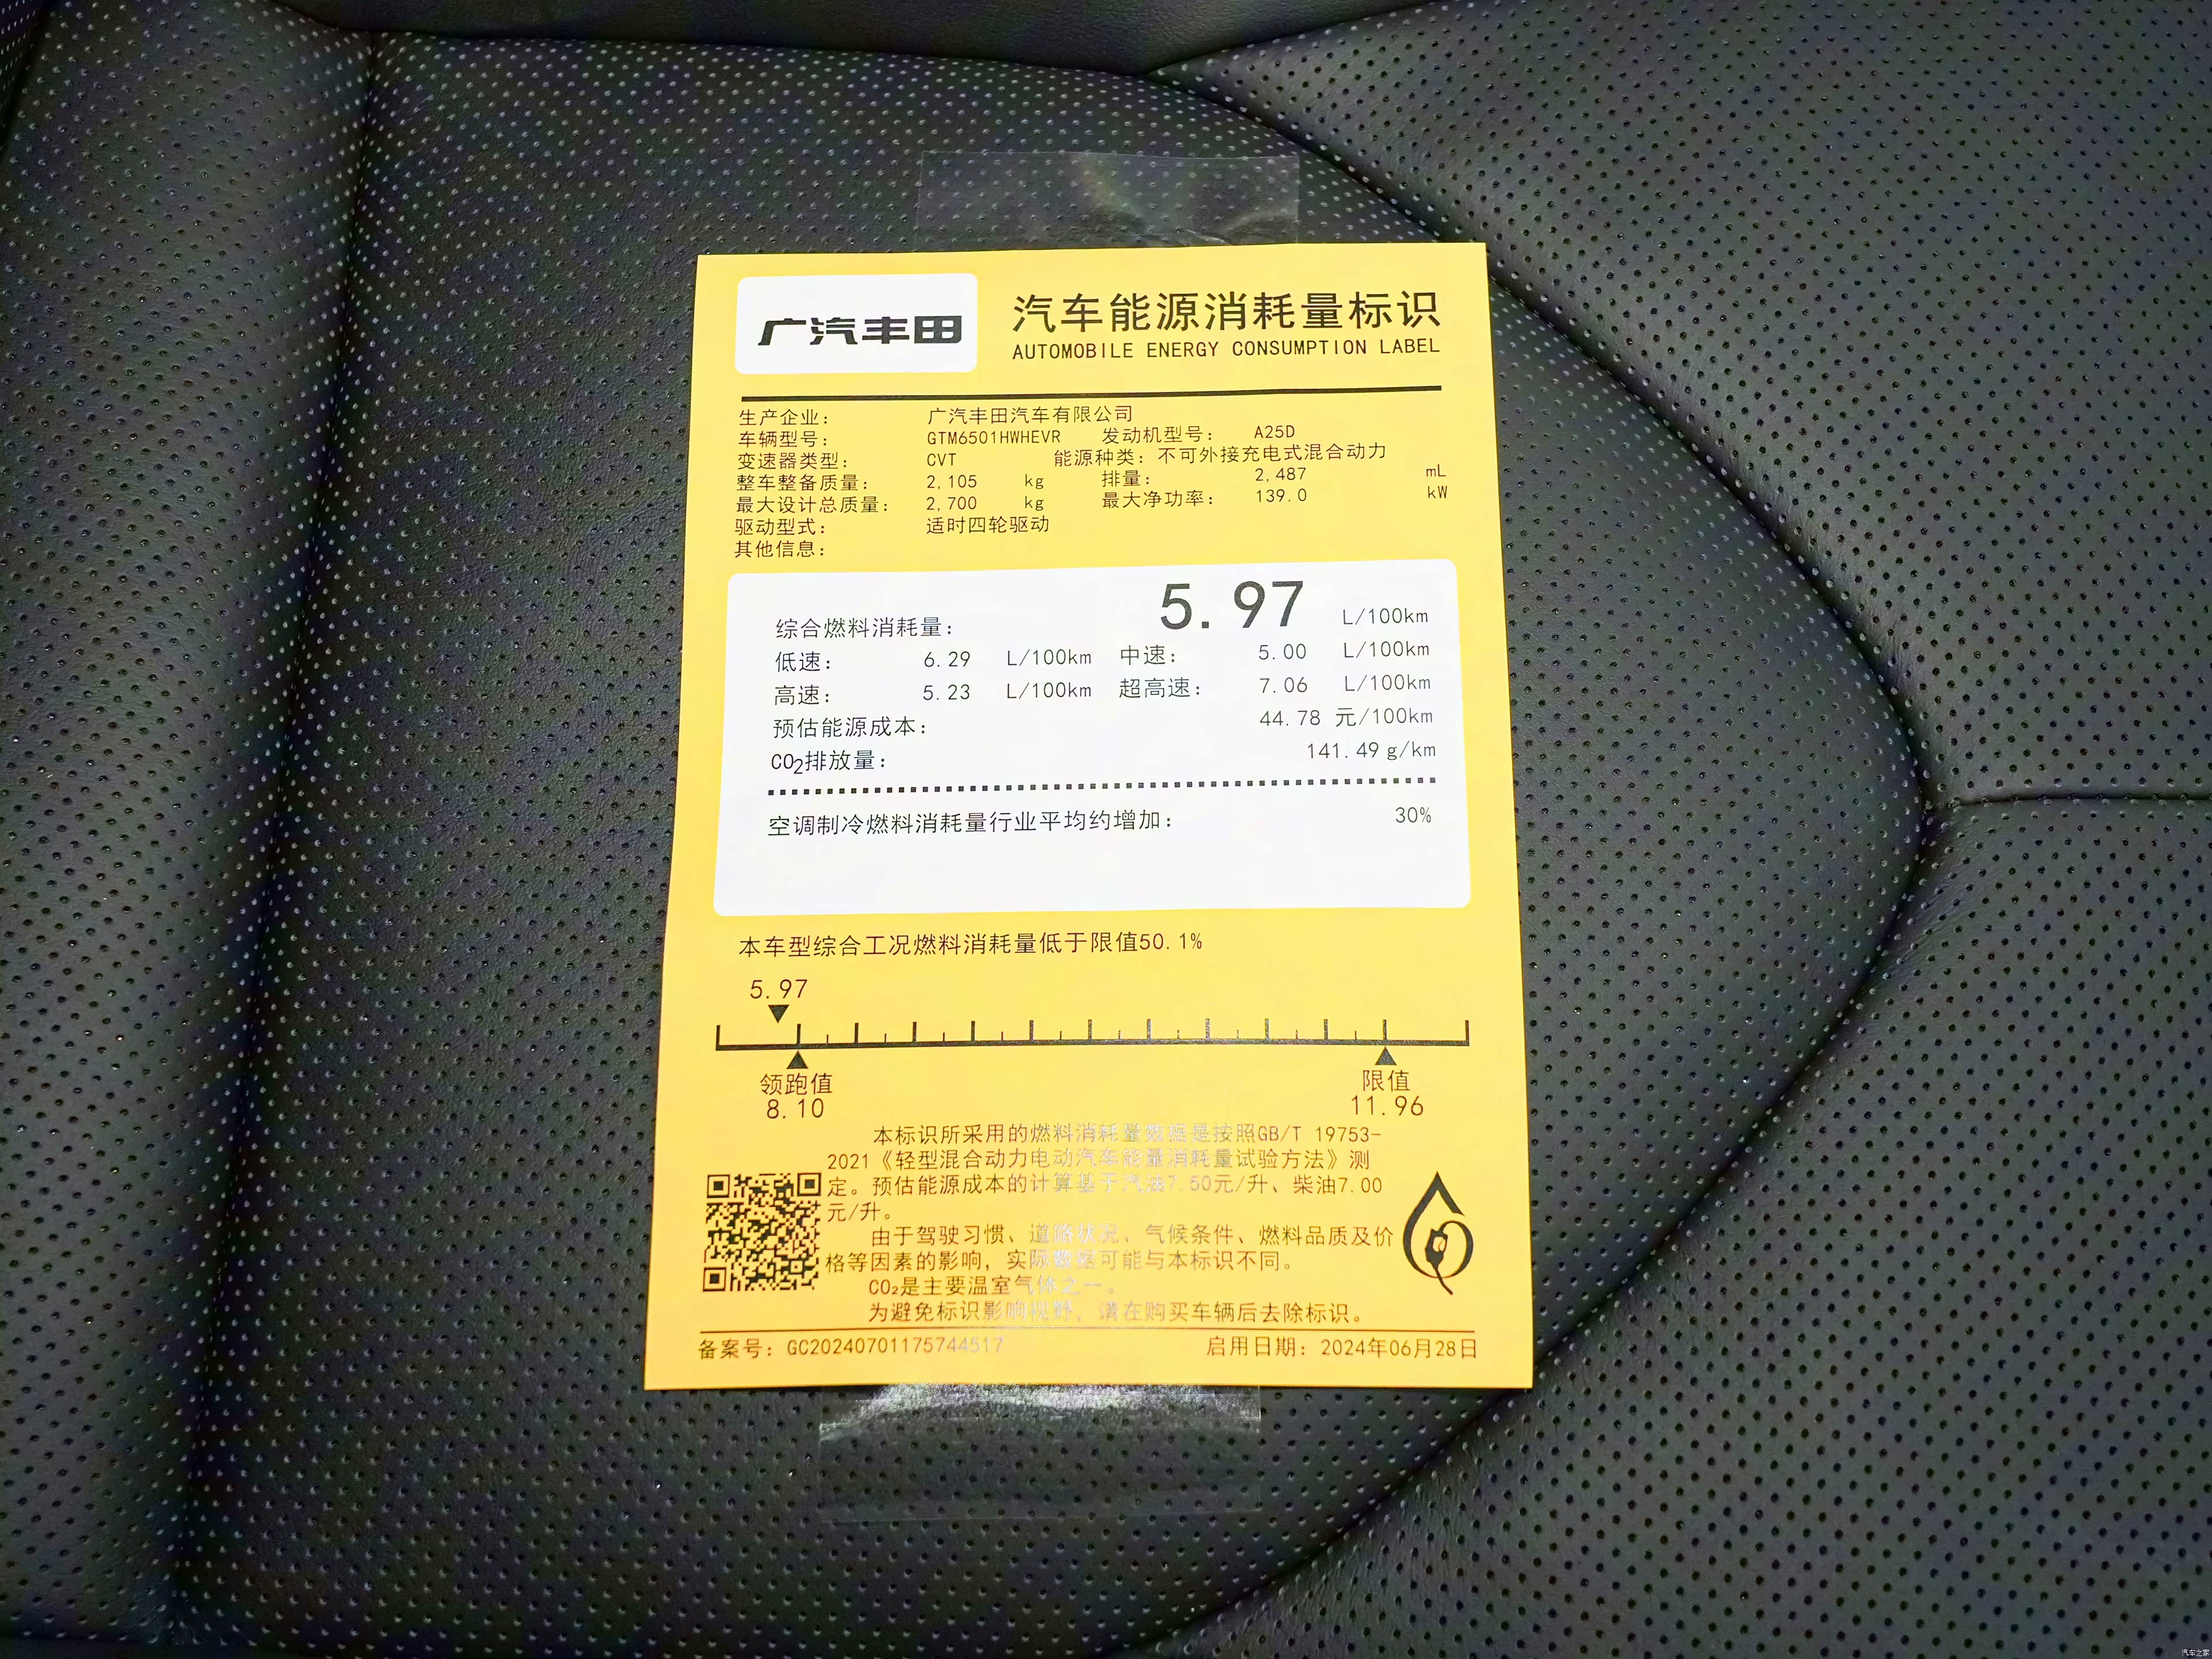 广汽丰田
汽车能源消耗量标识
AUTOMOBILE ENERGY CONSUMPTION LABEL
生产企业： 广汽丰田汽车有限公司
车辆型号： GTM6501HWHEVR 发动机型号： A25D
变速器类型： CVT 能源种类：不可外接充电式混合动力
整车整备质量： 2,105 kg 排量： 2,487 mL
最大设计总质量： 2,700 kg 最大净功率： 139.0 kW
驱动型式： 适时四轮驱动
其他信息：
综合燃料消耗量： 5.97 L/100km
低速： 6.29 L/100km 中速： 5.00 L/100km
高速： 5.23 L/100km 超高速： 7.06 L/100km
预估能源成本： 44.78 元/100km
CO2排放量： 141.49 g/km
空调制冷燃料消耗量行业平均约增加： 30%
本车型综合工况燃料消耗量低于限值50.1%
5.97
领跑值 限值
8.10 11.96
本标识所采用的燃料消耗量数据是按照GB/T 19753-
2021《轻型混合动力电动汽车能量消耗量试验方法》测
定。预估能源成本的计算基于汽油7.50元/升、柴油7.00
元/升。
由于驾驶习惯、道路状况、气候条件、燃料品质及价
格等因素的影响，实际数据可能与本标识不同。
CO₂是主要温室气体之一。
为避免标识影响视野，请在购买车辆后去除标识。
备案号：GC20240701175744517 启用日期：2024年06月28日
汽车之家